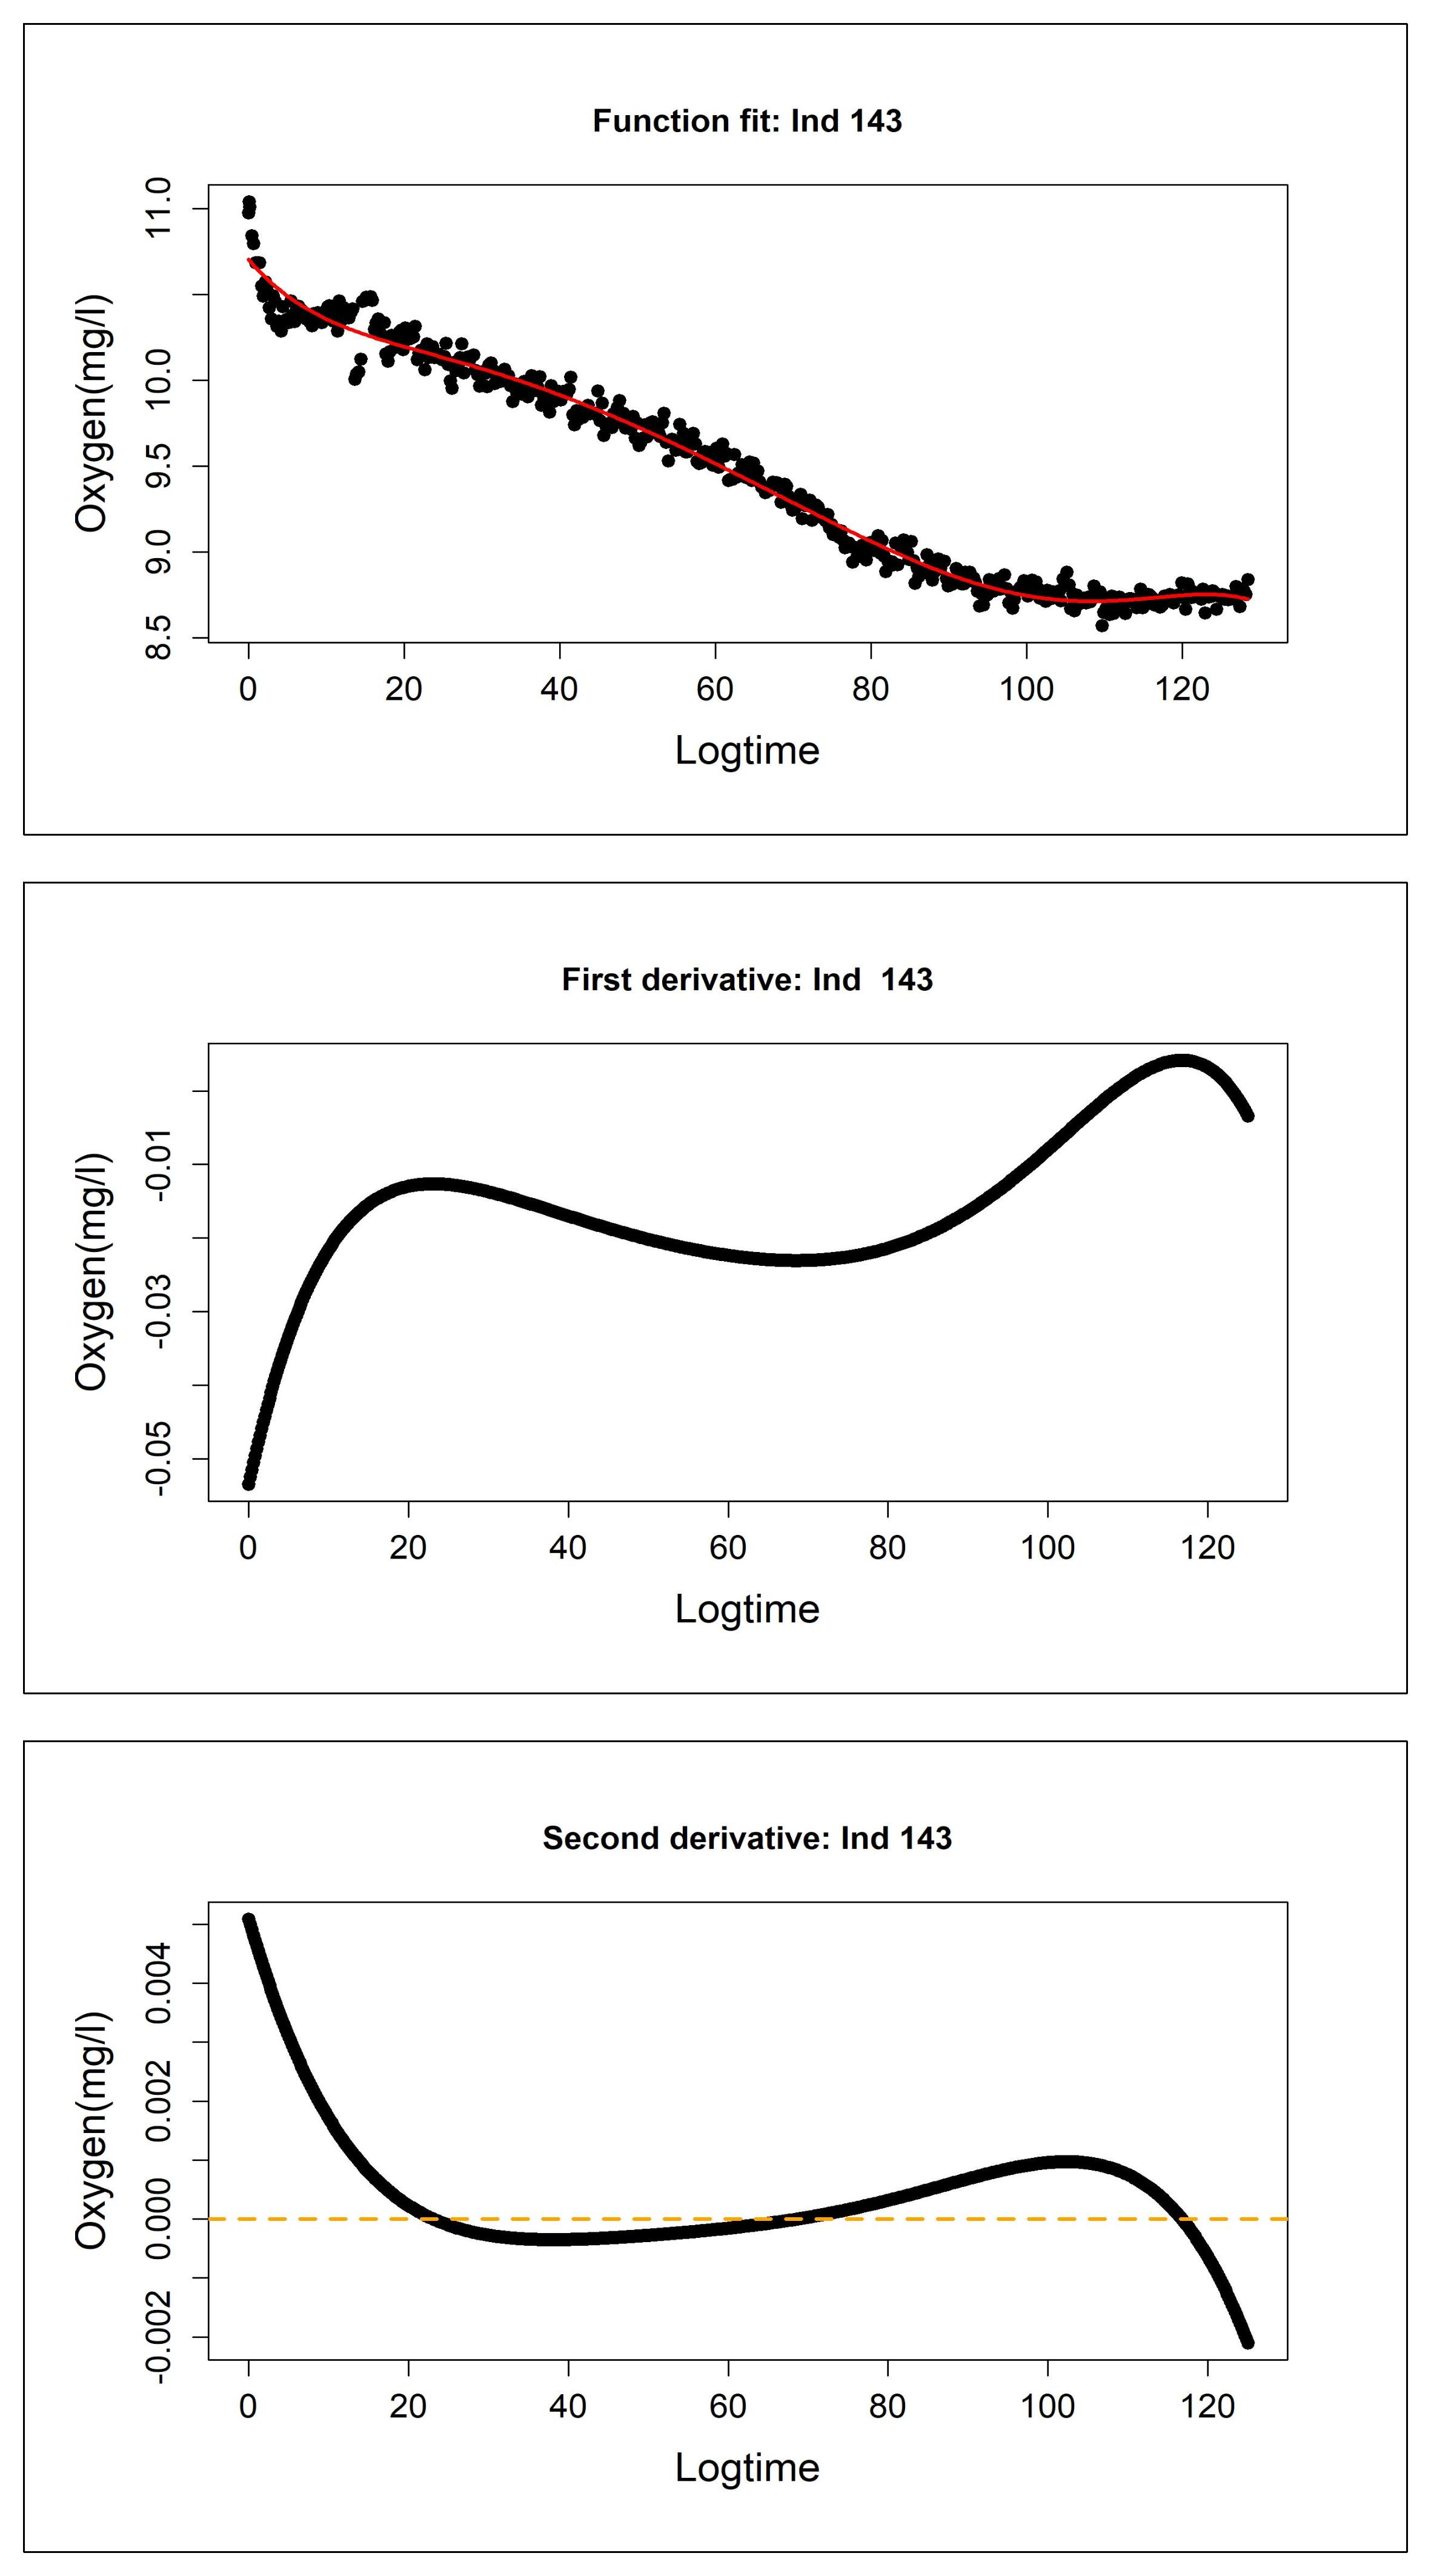 Function fit: Ind 143
Oxygen(mg/l)
11.0
10.0
9.5
9.0
8.5
0 20 40 60 80 100 120
Logtime
First derivative: Ind  143
Oxygen(mg/l)
-0.01
-0.03
-0.05
0 20 40 60 80 100 120
Logtime
Second derivative: Ind 143
Oxygen(mg/l)
0.004
0.002
0.000
-0.002
0 20 40 60 80 100 120
Logtime